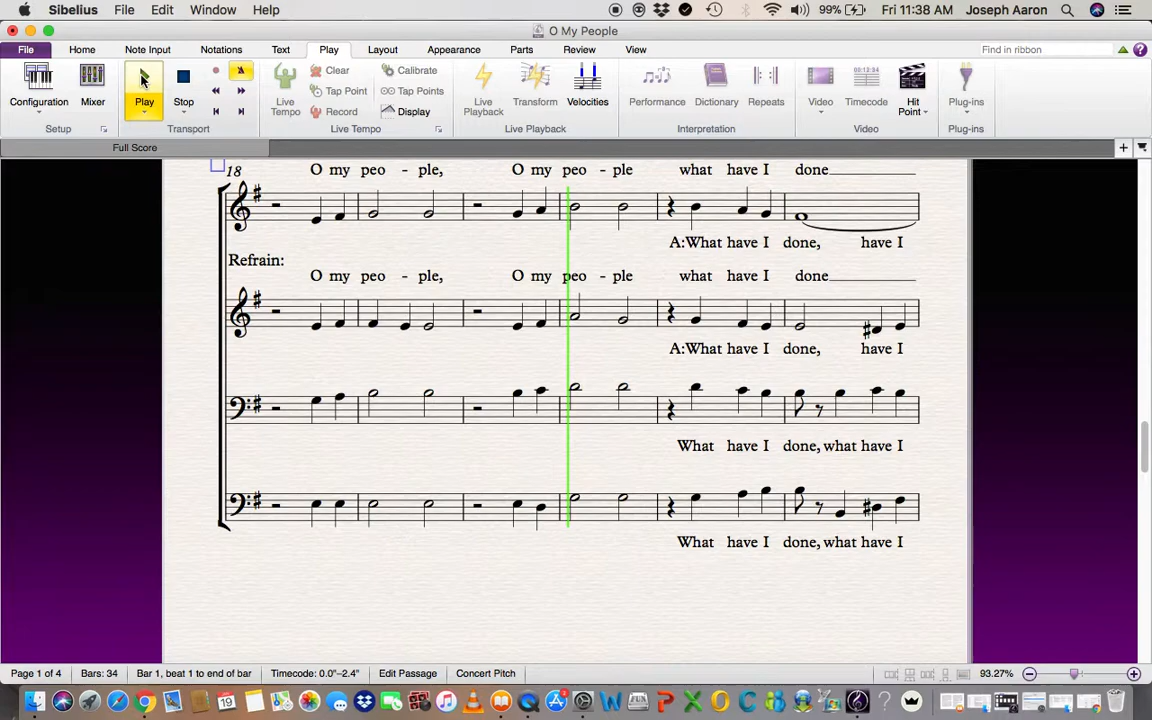 Sibelius File Edit Window Help 99% Fri 11:38 AM Joseph Aaron
O My People
File Home Note Input Notations Text Play Layout Appearance Parts Review View Find in ribbon
Clear Calibrate
Tap Point Tap Points
Configuration Mixer Play Stop Live Tempo Record Display Live Playback Transform Velocities Performance Dictionary Repeats Video Timecode Hit Point Plug-ins
Setup Transport Live Tempo Live Playback Interpretation Video Plug-ins
Full Score
18 O my peo - ple, O my peo - ple what have I done
A:What have I done, have I
Refrain:
O my peo - ple, O my peo - ple what have I done
A:What have I done, have I
What have I done, what have I
What have I done, what have I
Page 1 of 4 Bars: 34 Bar 1, beat 1 to end of bar Timecode: 0.0"-2.4" Edit Passage Concert Pitch 93.27%